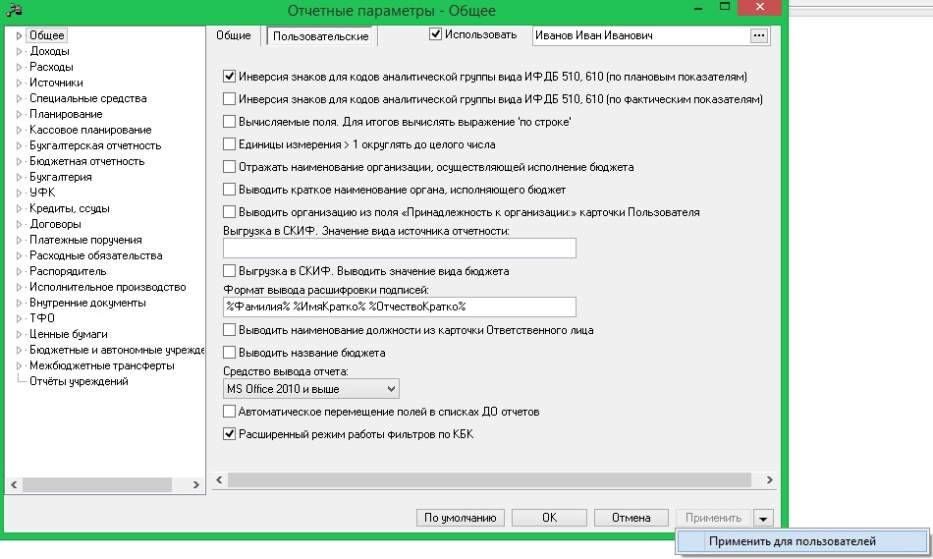 Отчетные параметры - Общее
Общее
Доходы
Расходы
Источники
Специальные средства
Планирование
Кассовое планирование
Бухгалтерская отчетность
Бюджетная отчетность
Бухгалтерия
УФК
Кредиты, ссуды
Договоры
Платежные поручения
Расходные обязательства
Распорядитель
Исполнительное производство
Внутренние документы
ТФО
Ценные бумаги
Бюджетные и автономные учрежде
Межбюджетные трансферты
Отчёты учреждений
Общие Пользовательские Использовать Иванов Иван Иванович ...
Инверсия знаков для кодов аналитической группы вида ИФДБ 510, 610 (по плановым показателям)
Инверсия знаков для кодов аналитической группы вида ИФДБ 510, 610 (по фактическим показателям)
Вычисляемые поля. Для итогов вычислять выражение 'по строке'
Единицы измерения > 1 округлять до целого числа
Отражать наименование организации, осуществляющей исполнение бюджета
Выводить краткое наименование органа, исполняющего бюджет
Выводить организацию из поля «Принадлежность к организации:» карточки Пользователя
Выгрузка в СКИФ. Значение вида источника отчетности:
Выгрузка в СКИФ. Выводить значение вида бюджета
Формат вывода расшифровки подписей:
%Фамилия% %ИмяКратко% %ОтчествоКратко%
Выводить наименование должности из карточки Ответственного лица
Выводить название бюджета
Средство вывода отчета:
MS Office 2010 и выше
Автоматическое перемещение полей в списках ДО отчетов
Расширенный режим работы фильтров по КБК
По умолчанию OK Отмена Применить
Применить для пользователей